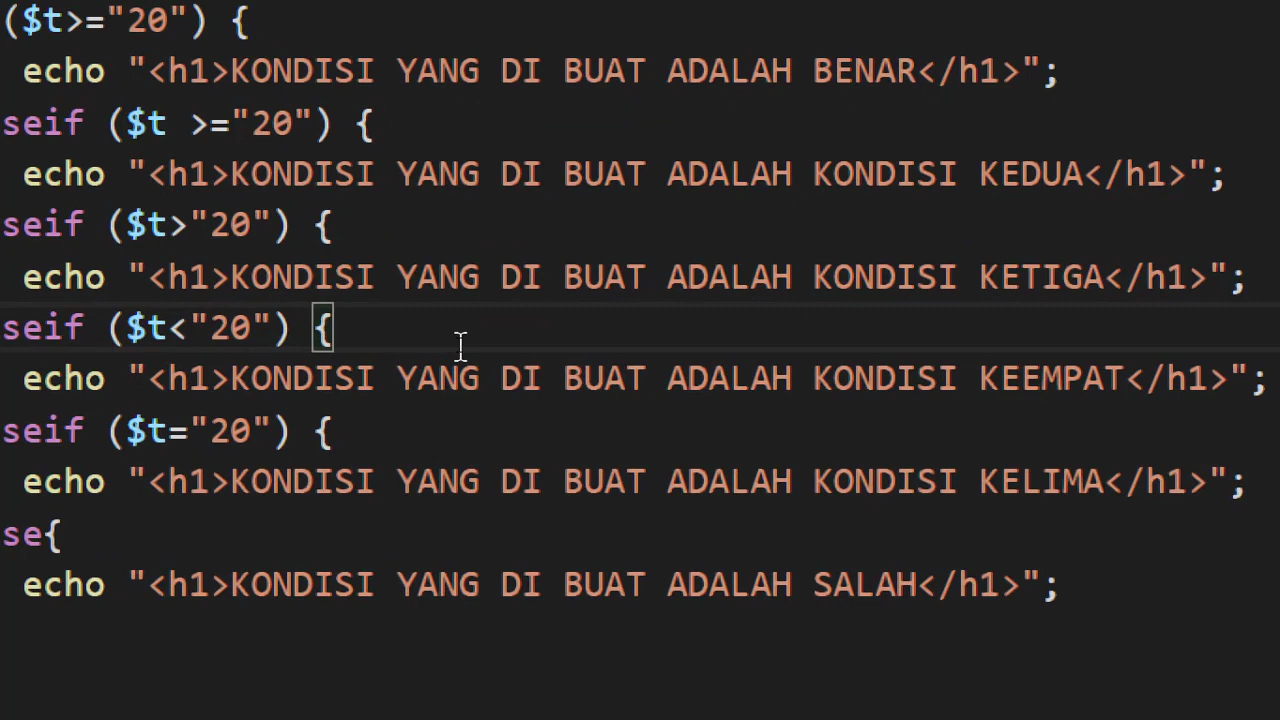 ($t>="20") {
echo "<h1>KONDISI YANG DI BUAT ADALAH BENAR</h1>";
seif ($t >="20") {
echo "<h1>KONDISI YANG DI BUAT ADALAH KONDISI KEDUA</h1>";
seif ($t>"20") {
echo "<h1>KONDISI YANG DI BUAT ADALAH KONDISI KETIGA</h1>";
seif ($t<"20") {
echo "<h1>KONDISI YANG DI BUAT ADALAH KONDISI KEEMPAT</h1>";
seif ($t="20") {
echo "<h1>KONDISI YANG DI BUAT ADALAH KONDISI KELIMA</h1>";
se{
echo "<h1>KONDISI YANG DI BUAT ADALAH SALAH</h1>";